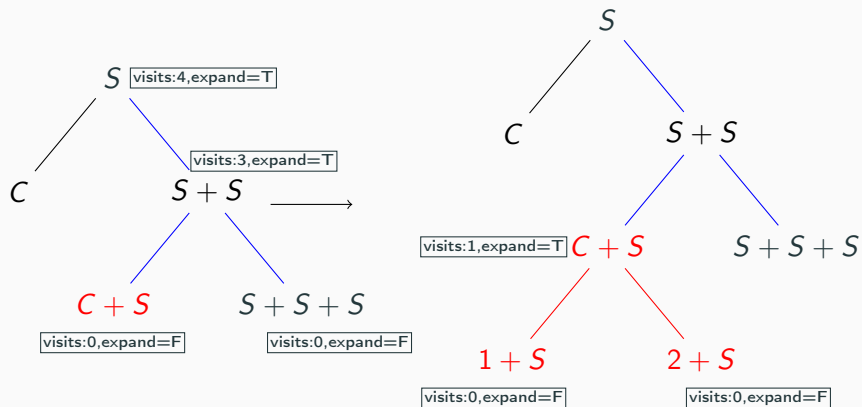 S
visits:4,expand=T
visits:3,expand=T
C
S + S
C + S
S + S + S
visits:0,expand=F
visits:0,expand=F
S
C
S + S
visits:1,expand=T
C + S
S + S + S
1 + S
2 + S
visits:0,expand=F
visits:0,expand=F